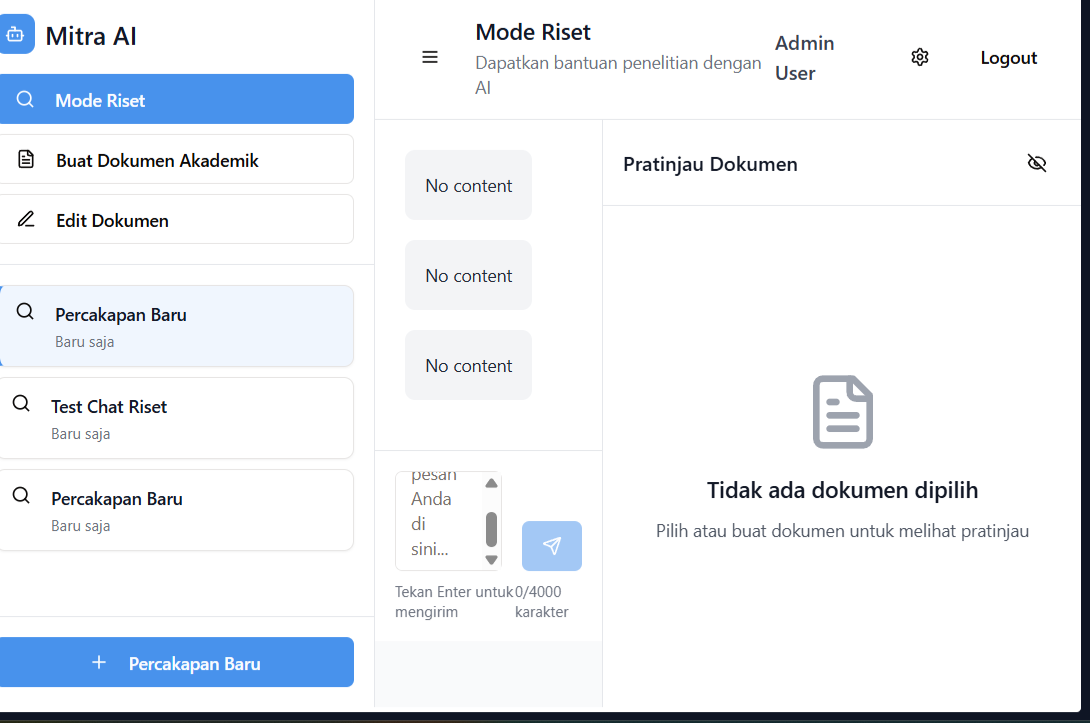 Mitra AI
Mode Riset
Buat Dokumen Akademik
Edit Dokumen
Percakapan Baru
Baru saja
Test Chat Riset
Baru saja
Percakapan Baru
Baru saja
Percakapan Baru
Mode Riset
Dapatkan bantuan penelitian dengan
AI
Admin
User
Logout
No content
No content
No content
pesan
Anda
di
sini...
Tekan Enter untuk
mengirim
0/4000
karakter
Pratinjau Dokumen
Tidak ada dokumen dipilih
Pilih atau buat dokumen untuk melihat pratinjau